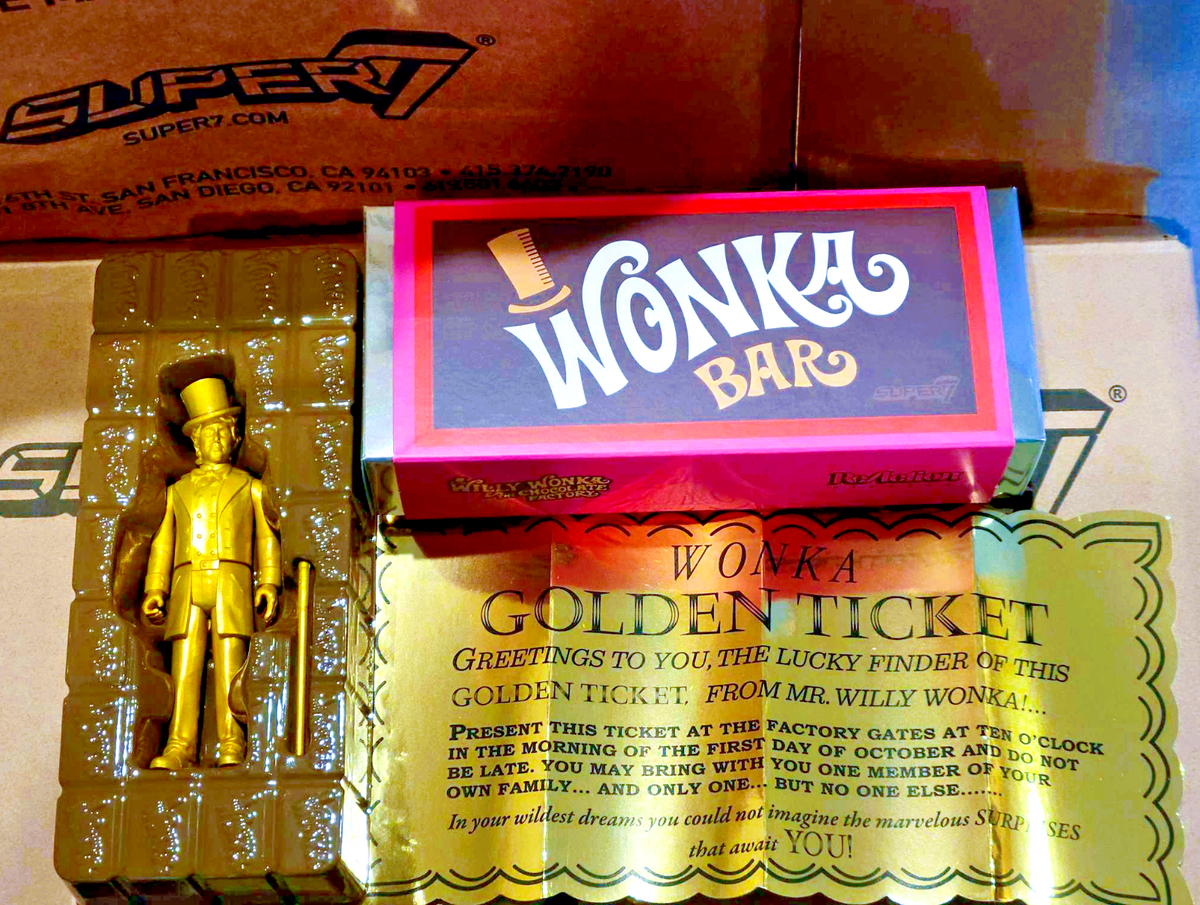 SUPER7®
SUPER7.COM
6TH ST. SAN FRANCISCO, CA 94103 •
8TH AVE. SAN DIEGO, CA 92101 •
WONKA
BAR
SUPER7
WILLY WONKA
AND THE CHOCOLATE
FACTORY
ReAction
®
WONKA
GOLDEN TICKET
GREETINGS TO YOU, THE LUCKY FINDER OF THIS
GOLDEN TICKET, FROM MR. WILLY WONKA!...
PRESENT THIS TICKET AT THE FACTORY GATES AT TEN O'CLOCK
IN THE MORNING OF THE FIRST DAY OF OCTOBER AND DO NOT
BE LATE. YOU MAY BRING WITH YOU ONE MEMBER OF YOUR
OWN FAMILY... AND ONLY ONE... BUT NO ONE ELSE.......
In your wildest dreams you could not imagine the marvelous SURPRISES
that await YOU!